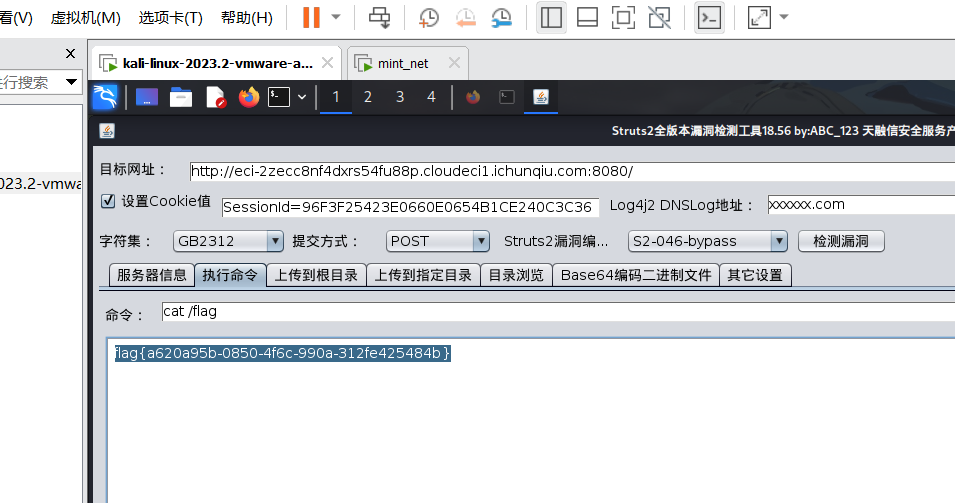 看(V) 虚拟机(M) 选项卡(T) 帮助(H)
kali-linux-2023.2-vmware-a... mint_net
行搜索
1 2 3 4
Struts2全版本漏洞检测工具18.56 by:ABC_123 天融信安全服务产
目标网址： http://eci-2zecc8nf4dxrs54fu88p.cloudeci1.ichunqiu.com:8080/
023.2-vmwa
设置Cookie值 SessionId=96F3F25423E0660E0654B1CE240C3C36 Log4j2 DNSLog地址： xxxxxx.com
字符集： GB2312 提交方式： POST Struts2漏洞编... S2-046-bypass 检测漏洞
服务器信息 执行命令 上传到根目录 上传到指定目录 目录浏览 Base64编码二进制文件 其它设置
命令： cat /flag
flag{a620a95b-0850-4f6c-990a-312fe425484b}